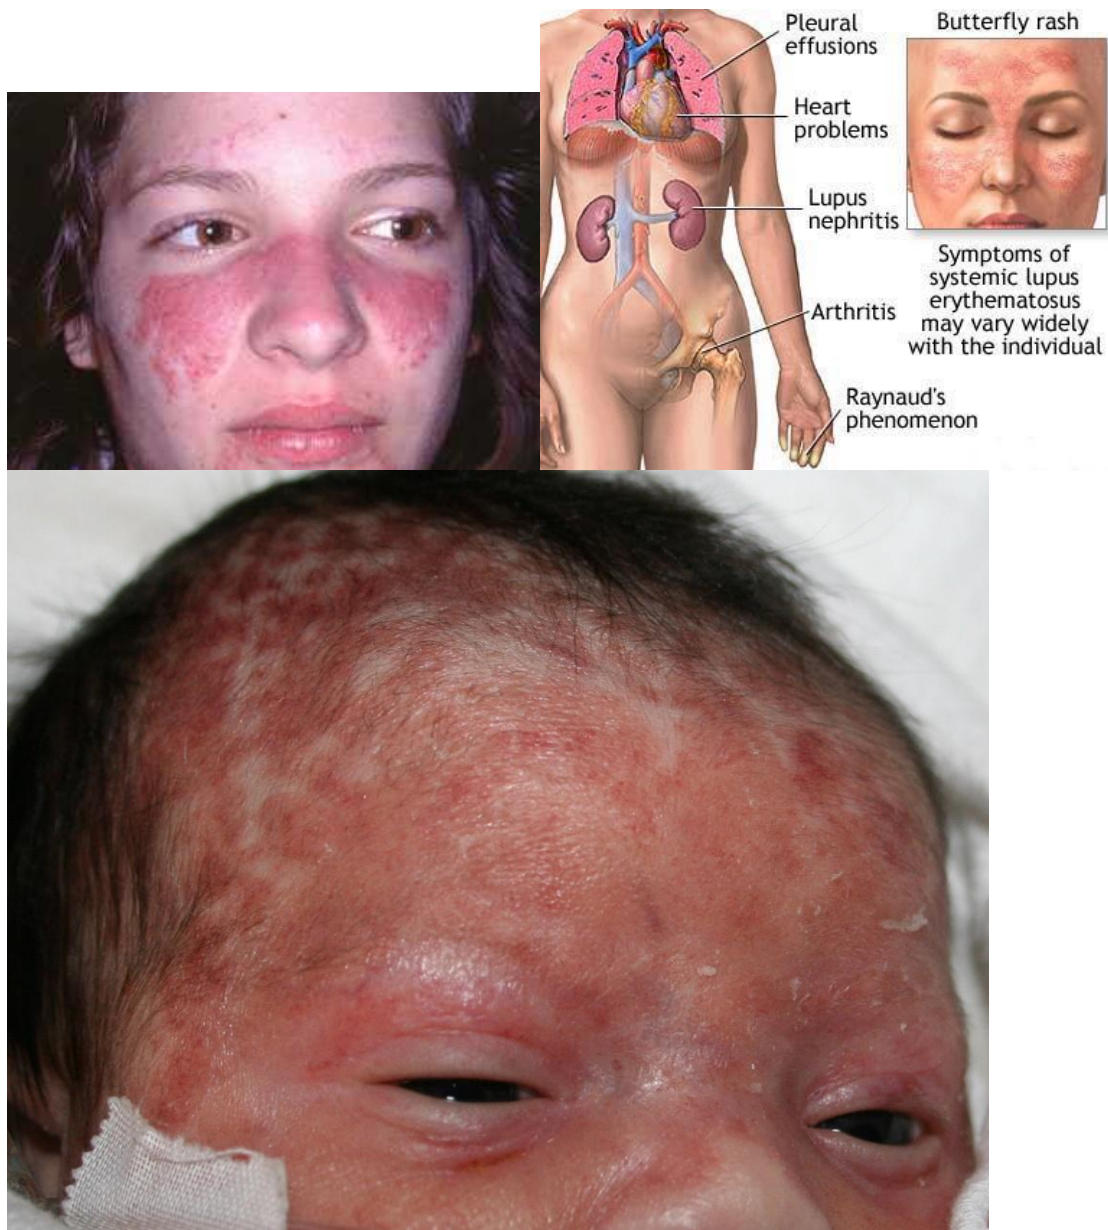 Pleural
effusions
Heart
problems
Lupus
nephritis
Arthritis
Raynaud's
phenomenon
Butterfly rash
Symptoms of
systemic lupus
erythematosus
may vary widely
with the individual